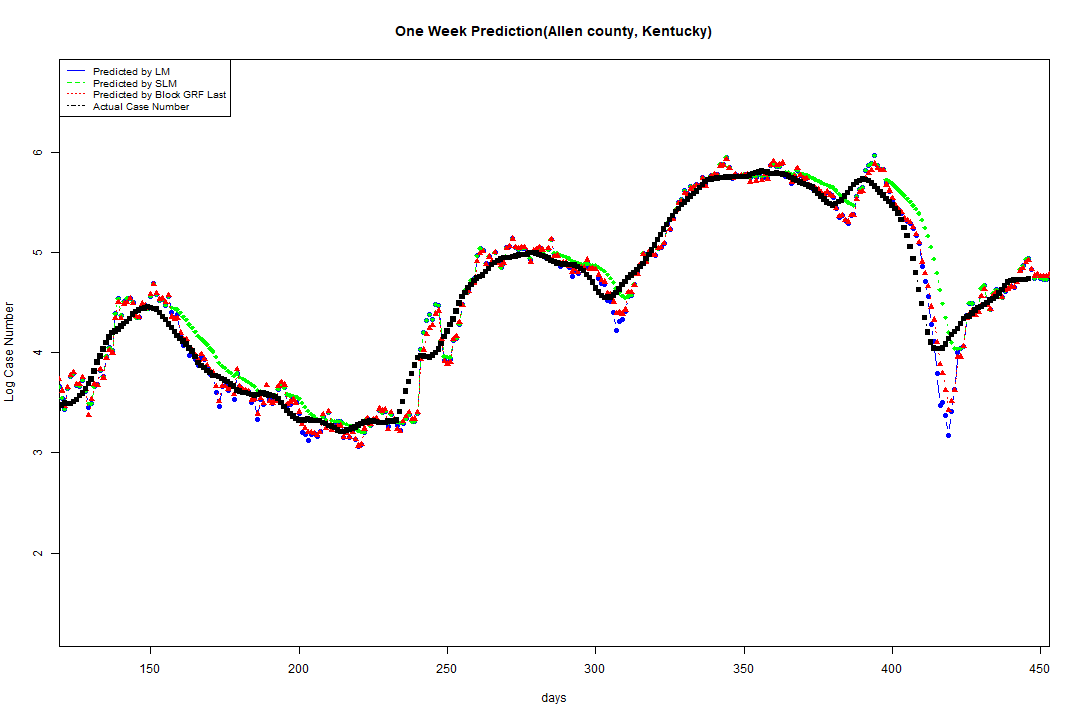 One Week Prediction(Allen county, Kentucky)
Predicted by LM
Predicted by SLM
Predicted by Block GRF Last
Actual Case Number
6
5
4
3
2
Log Case Number
150 200 250 300 350 400 450
days